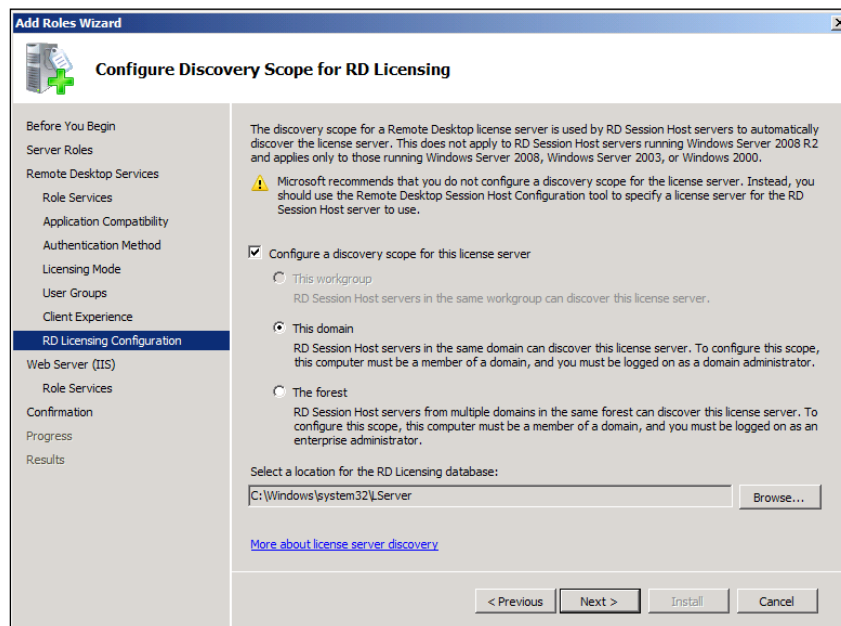 Add Roles Wizard
Configure Discovery Scope for RD Licensing
Before You Begin
Server Roles
Remote Desktop Services
Role Services
Application Compatibility
Authentication Method
Licensing Mode
User Groups
Client Experience
RD Licensing Configuration
Web Server (IIS)
Role Services
Confirmation
Progress
Results
The discovery scope for a Remote Desktop license server is used by RD Session Host servers to automatically
discover the license server. This does not apply to RD Session Host servers running Windows Server 2008 R2
and applies only to those running Windows Server 2008, Windows Server 2003, or Windows 2000.
Microsoft recommends that you do not configure a discovery scope for the license server. Instead, you
should use the Remote Desktop Session Host Configuration tool to specify a license server for the RD
Session Host server to use.
Configure a discovery scope for this license server
This workgroup
RD Session Host servers in the same workgroup can discover this license server.
This domain
RD Session Host servers in the same domain can discover this license server. To configure this scope,
this computer must be a member of a domain, and you must be logged on as a domain administrator.
The forest
RD Session Host servers from multiple domains in the same forest can discover this license server. To
configure this scope, this computer must be a member of a domain, and you must be logged on as an
enterprise administrator.
Select a location for the RD Licensing database:
C:\Windows\system32\LServer
Browse...
More about license server discovery
< Previous
Next >
Install
Cancel